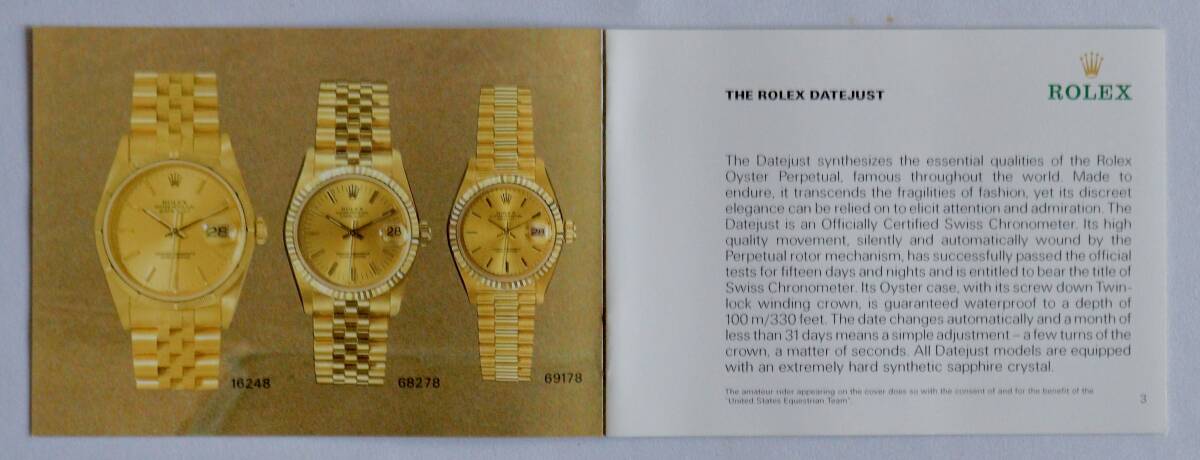 ROLEX
28
28
28
16248
68278
69178
THE ROLEX DATEJUST
ROLEX
The Datejust synthesizes the essential qualities of the Rolex
Oyster Perpetual, famous throughout the world. Made to
endure, it transcends the fragilities of fashion, yet its discreet
elegance can be relied on to elicit attention and admiration. The
Datejust is an Officially Certified Swiss Chronometer. Its high
quality movement, silently and automatically wound by the
Perpetual rotor mechanism, has successfully passed the official
tests for fifteen days and nights and is entitled to bear the title of
Swiss Chronometer. Its Oyster case, with its screw down Twin-
lock winding crown, is guaranteed waterproof to a depth of
100 m/330 feet. The date changes automatically and a month of
less than 31 days means a simple adjustment – a few turns of the
crown, a matter of seconds. All Datejust models are equipped
with an extremely hard synthetic sapphire crystal.
The amateur rider appearing on the cover does so with the consent of and for the benefit of the
"United States Equestrian Team".
3